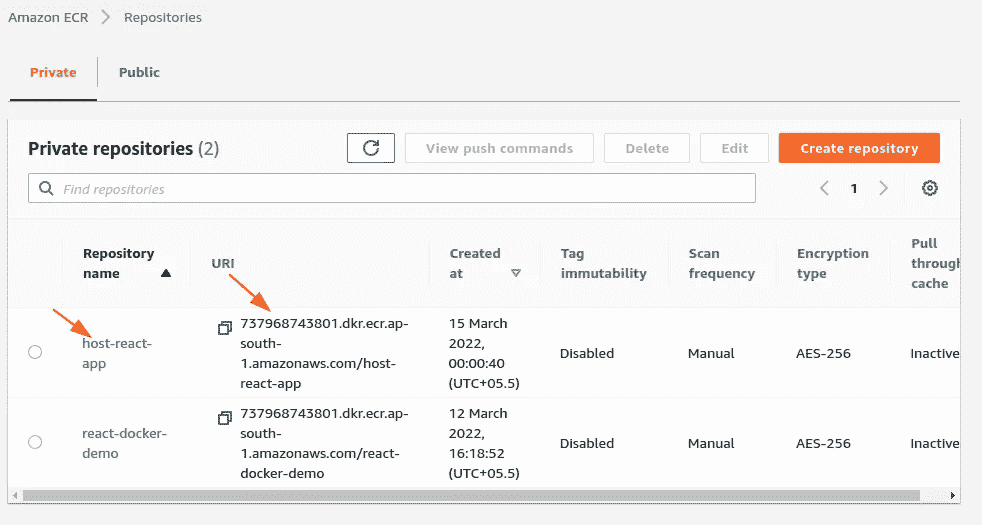 Amazon ECR > Repositories
Private Public
Private repositories (2) View push commands Delete Edit Create repository
Find repositories 1
Repository name URI Created at Tag immutability Scan frequency Encryption type Pull through cache
host-react-
app
737968743801.dkr.ecr.ap-
south-
1.amazonaws.com/host-
react-app
15 March
2022,
00:00:40
(UTC+05.5)
Disabled
Manual
AES-256
Inactive
react-docker-
demo
737968743801.dkr.ecr.ap-
south-
1.amazonaws.com/react-
docker-demo
12 March
2022,
16:18:52
(UTC+05.5)
Disabled
Manual
AES-256
Inactive